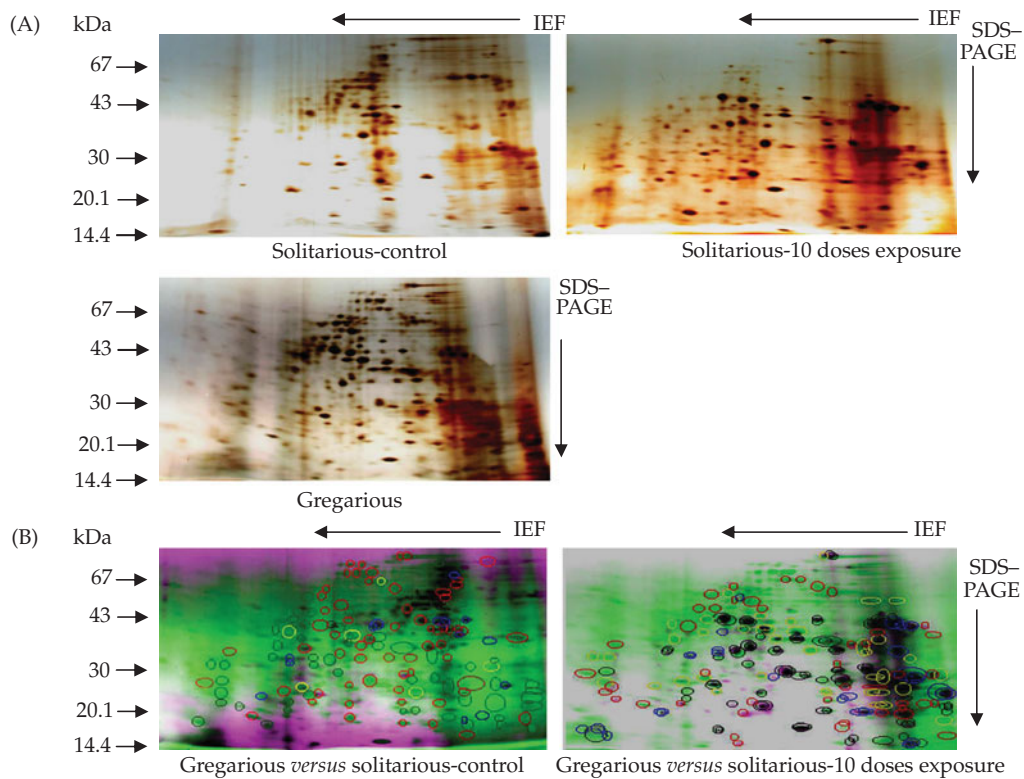 (A)
kDa
IEF
IEF
SDS–
PAGE
67
43
30
20.1
14.4
Solitarious-control
Solitarious-10 doses exposure
SDS–
PAGE
67
43
30
20.1
14.4
Gregarious
(B)
kDa
IEF
IEF
SDS–
PAGE
67
43
30
20.1
14.4
Gregarious versus solitarious-control
Gregarious versus solitarious-10 doses exposure